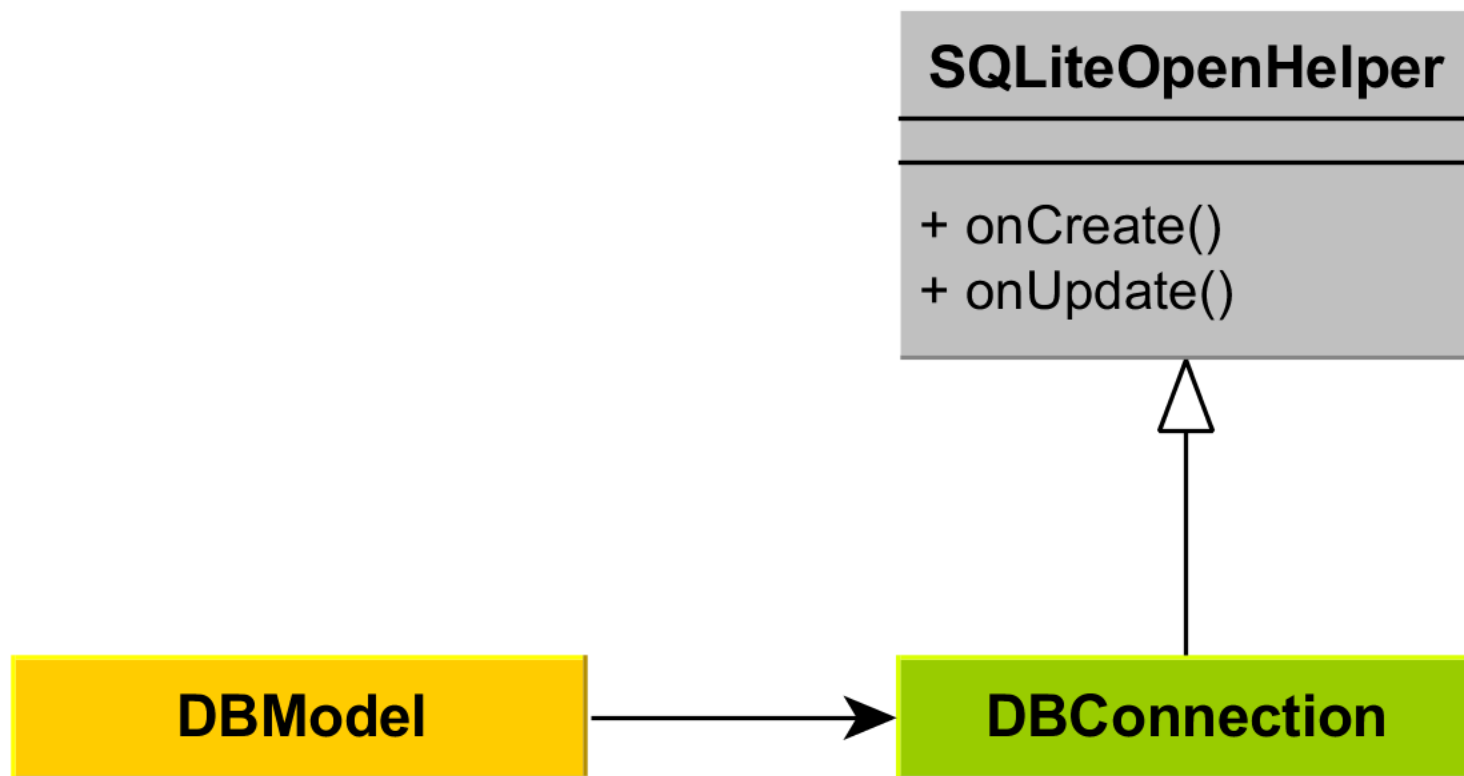 SQLiteOpenHelper
+ onCreate()
+ onUpdate()
DBModel
DBConnection